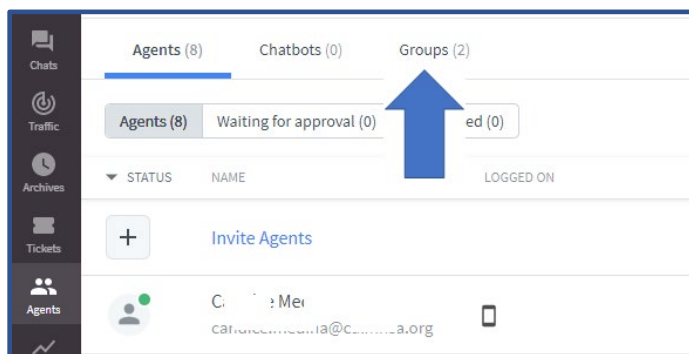 Chats
Traffic
Archives
Tickets
Agents
Agents (8) Chatbots (0) Groups (2)
Agents (8) Waiting for approval (0) (0)
STATUS NAME LOGGED ON
Invite Agents